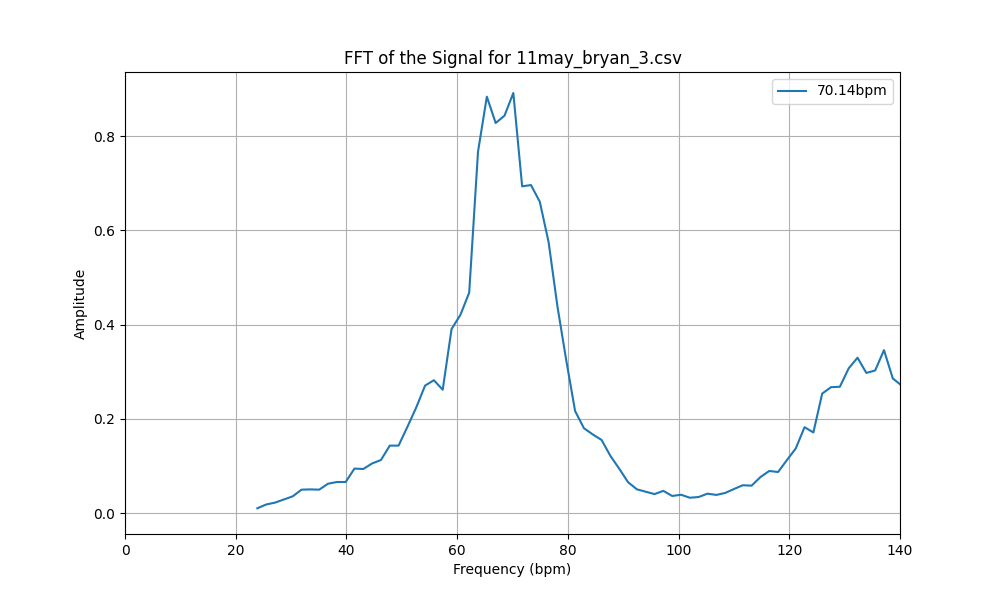 FFT of the Signal for 11may_bryan_3.csv
70.14bpm
Amplitude
0.8
0.6
0.4
0.2
0.0
0 20 40 60 80 100 120 140
Frequency (bpm)